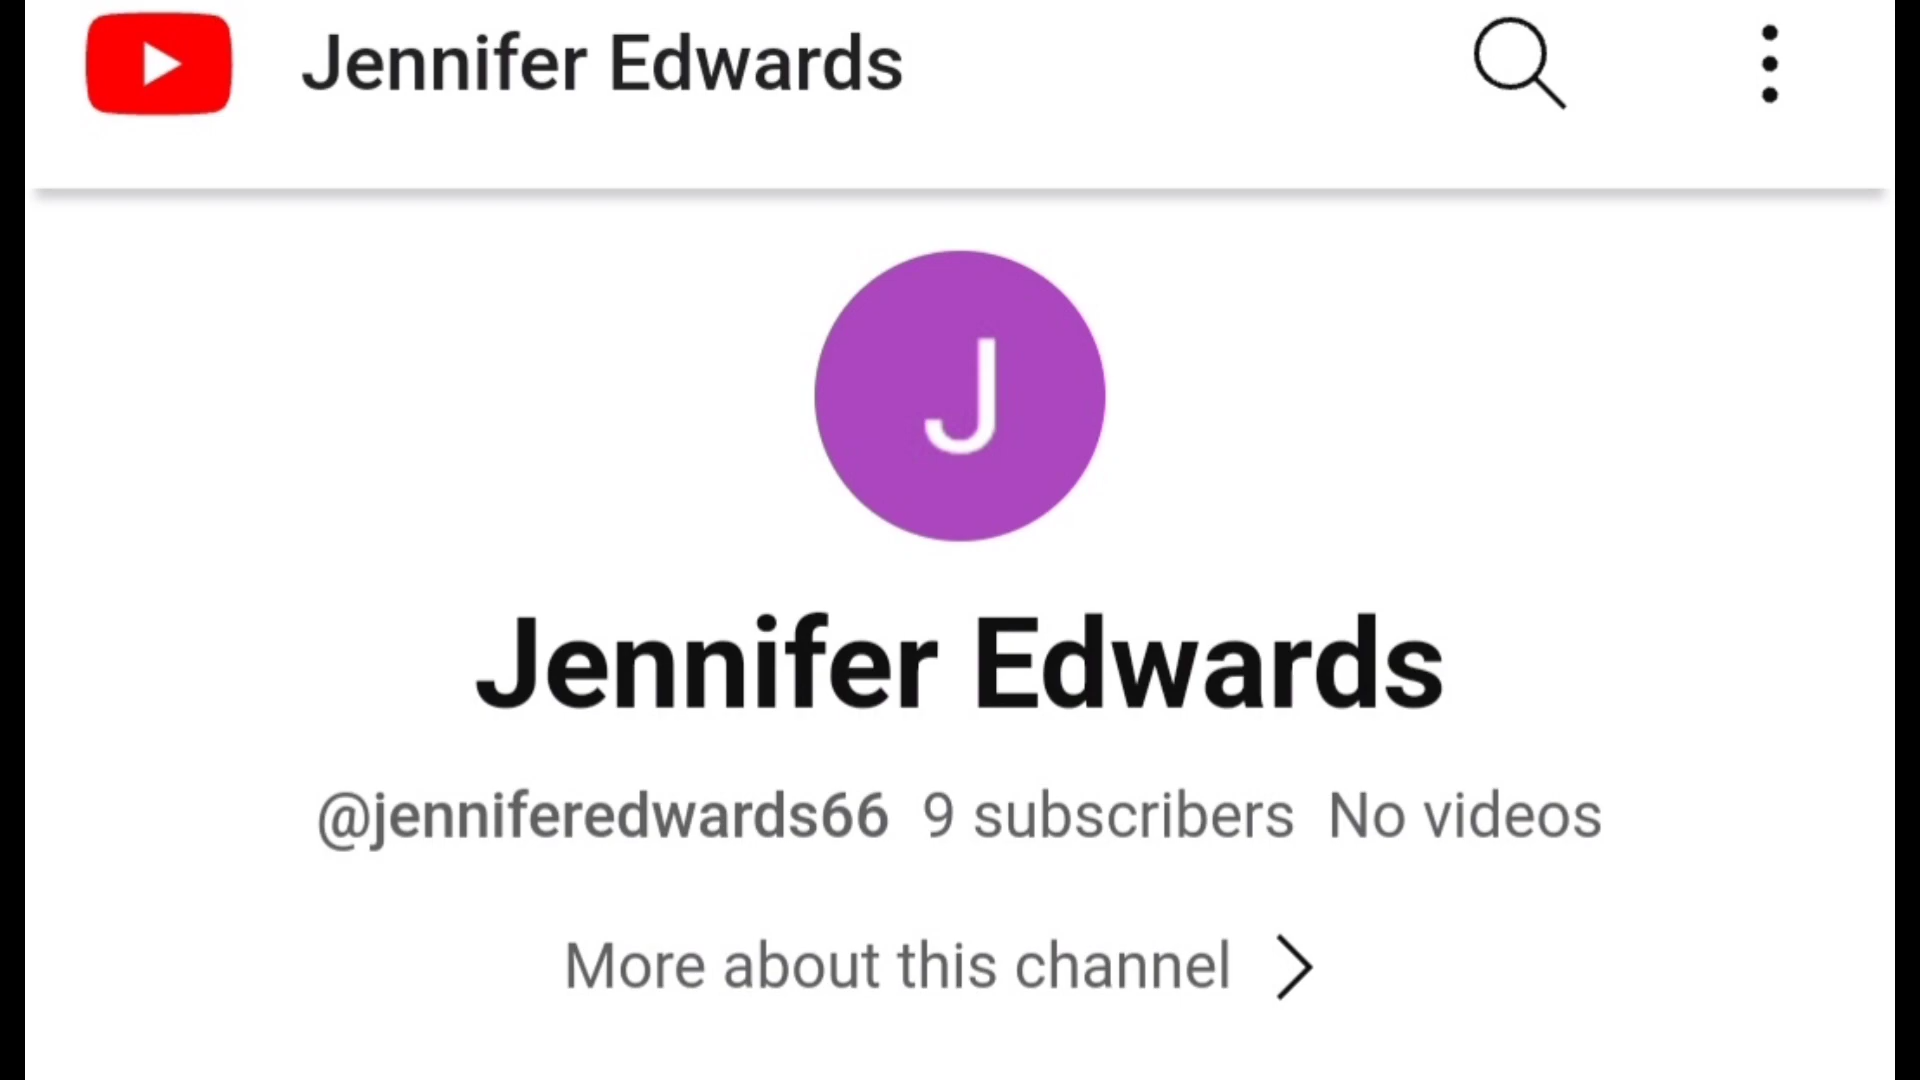 Jennifer Edwards
J
Jennifer Edwards
@jenniferedwards66 9 subscribers No videos
More about this channel